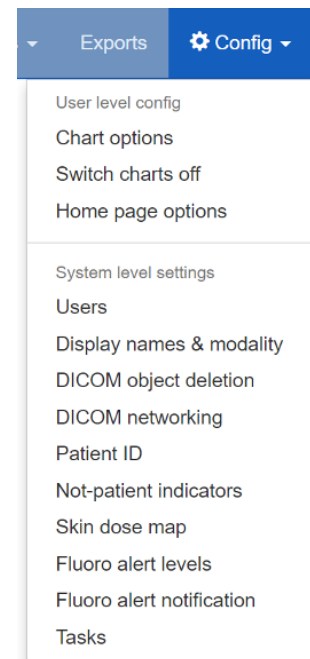 Exports Config
User level config
Chart options
Switch charts off
Home page options
System level settings
Users
Display names & modality
DICOM object deletion
DICOM networking
Patient ID
Not-patient indicators
Skin dose map
Fluoro alert levels
Fluoro alert notification
Tasks